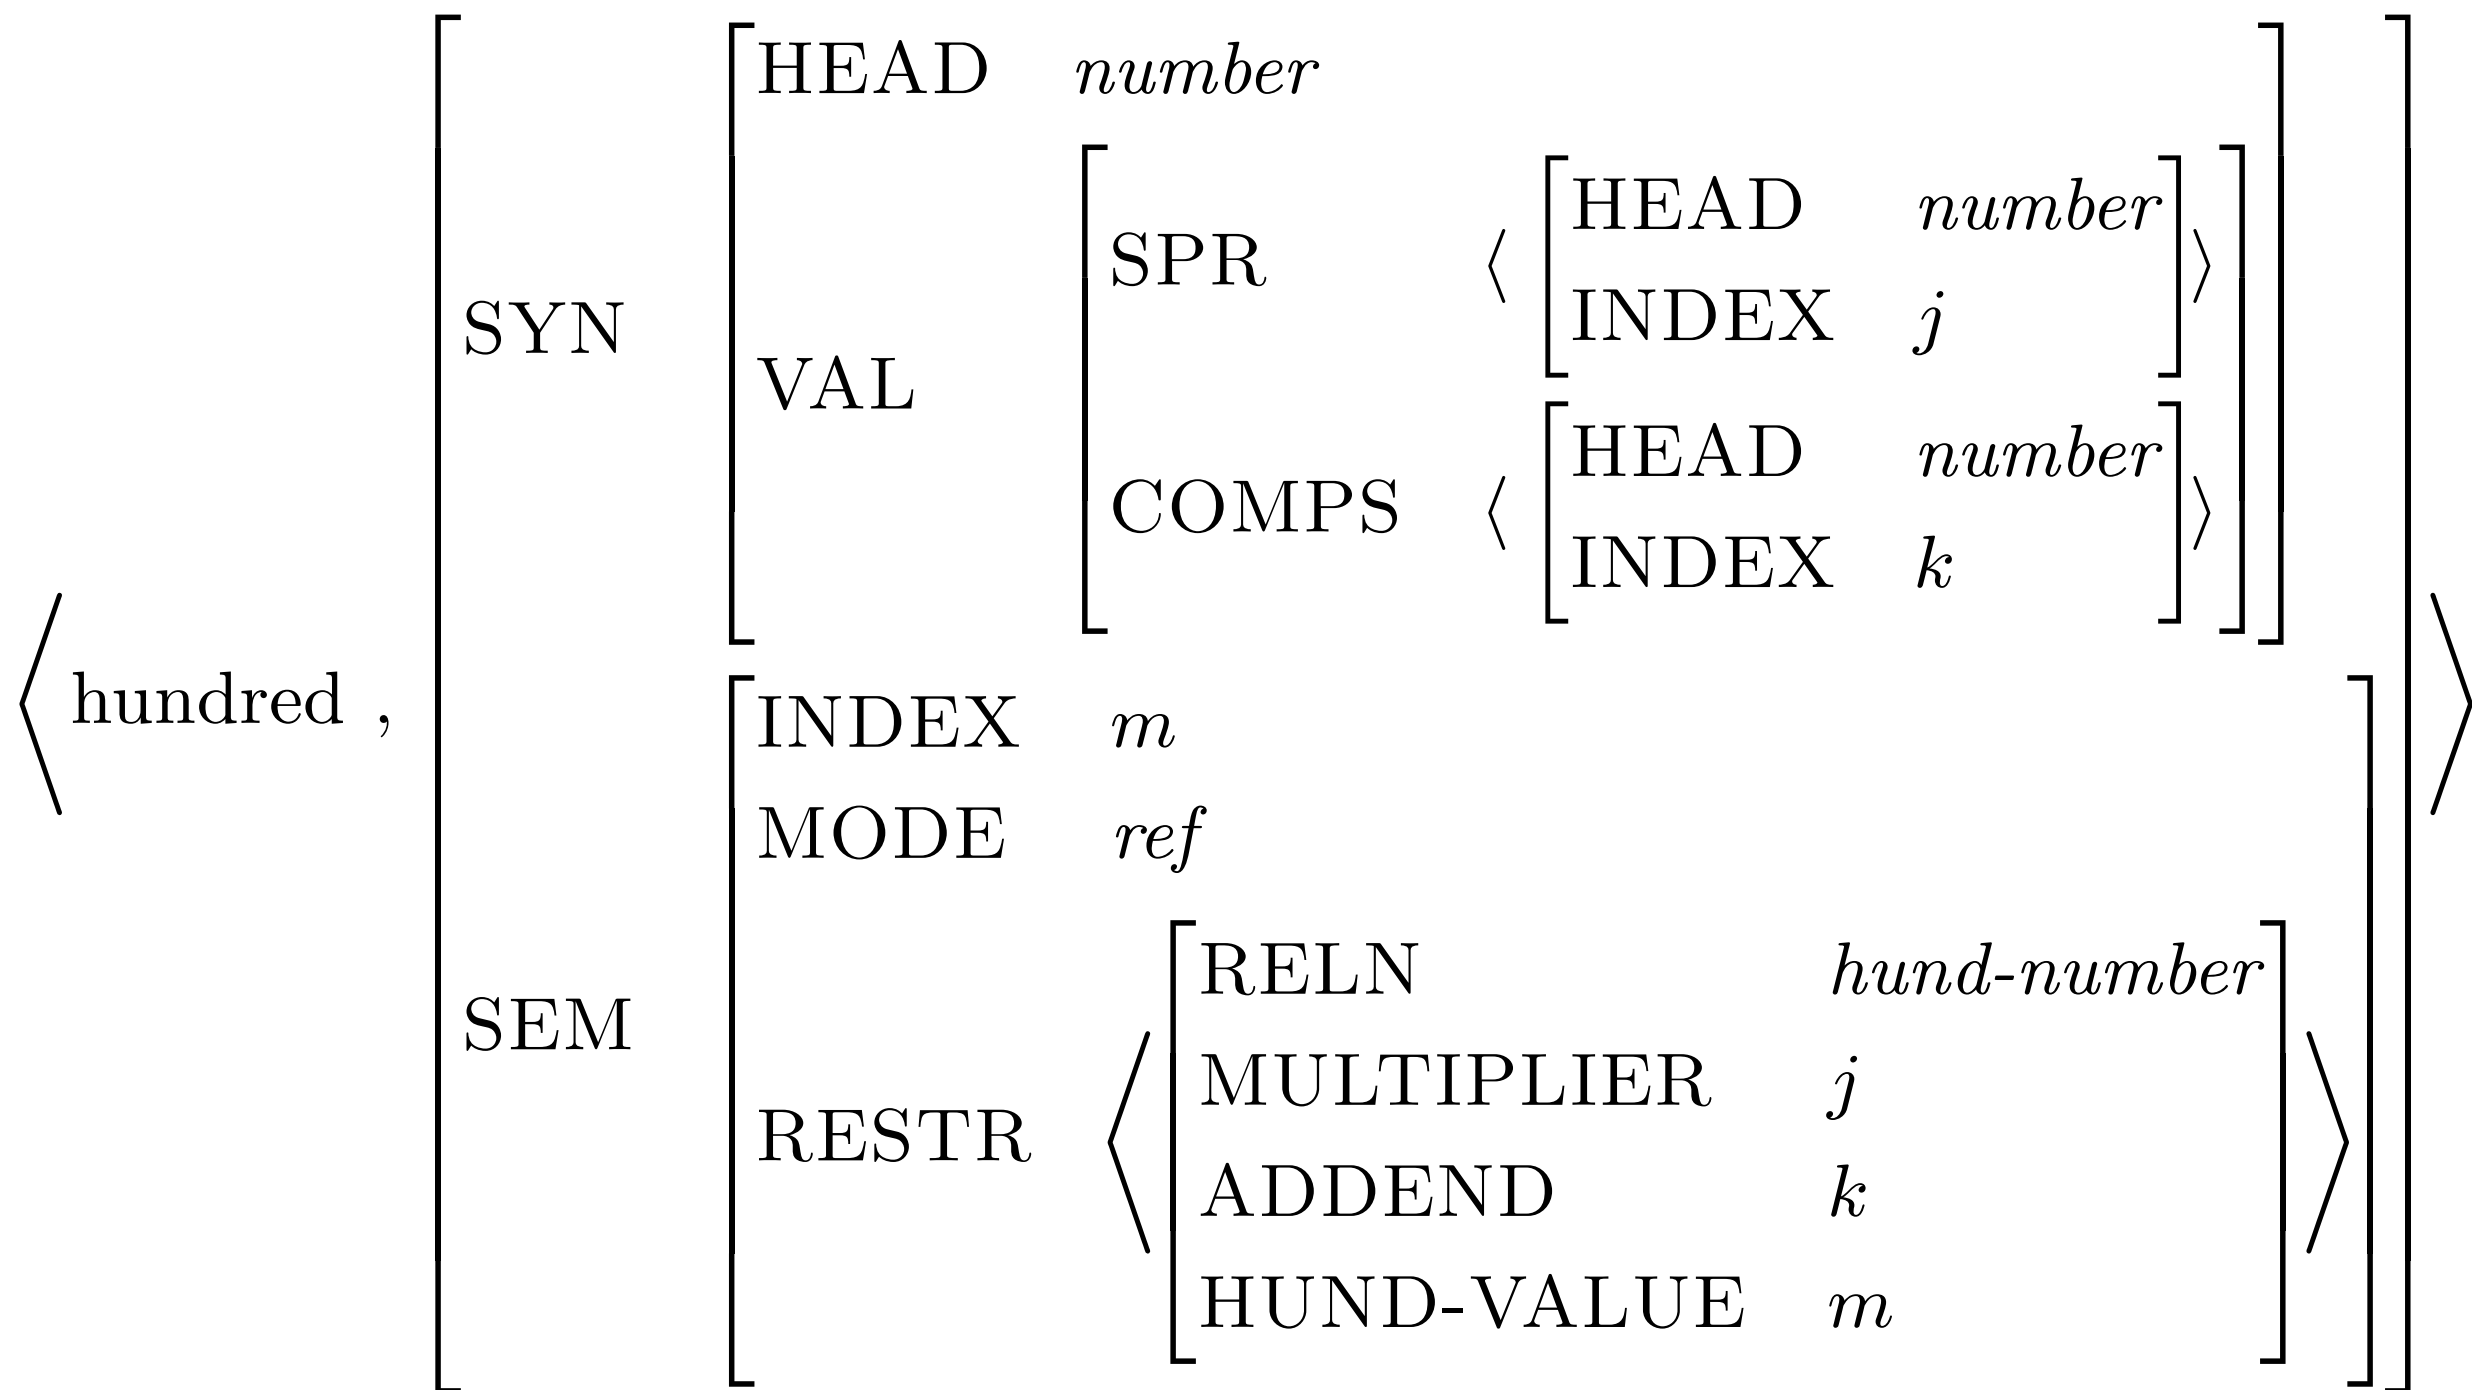 HEAD number
SPR ⟨ HEAD number
INDEX j ⟩
SYN
VAL
COMPS ⟨ HEAD number
INDEX k ⟩
⟨ hundred ,
INDEX m
MODE ref
SEM
RESTR ⟨ RELN hund-number
MULTIPLIER j
ADDEND k
HUND-VALUE m ⟩ ⟩